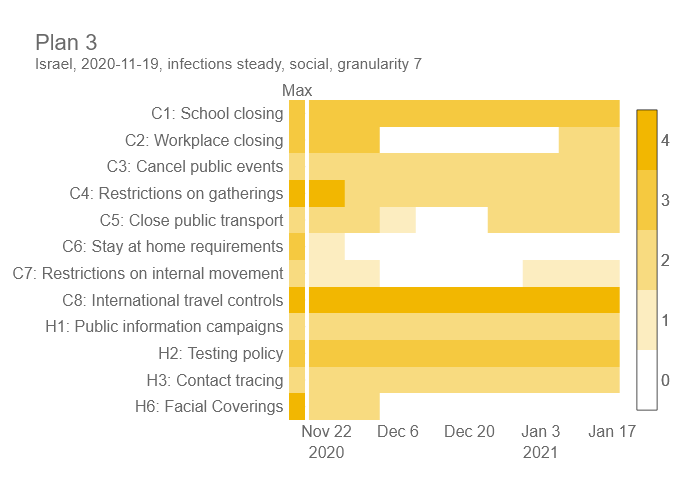 Plan 3
Israel, 2020-11-19, infections steady, social, granularity 7
Max
C1: School closing
C2: Workplace closing
C3: Cancel public events
C4: Restrictions on gatherings
C5: Close public transport
C6: Stay at home requirements
C7: Restrictions on internal movement
C8: International travel controls
H1: Public information campaigns
H2: Testing policy
H3: Contact tracing
H6: Facial Coverings
Nov 22 Dec 6 Dec 20 Jan 3 Jan 17
2020 2021
4
3
2
1
0